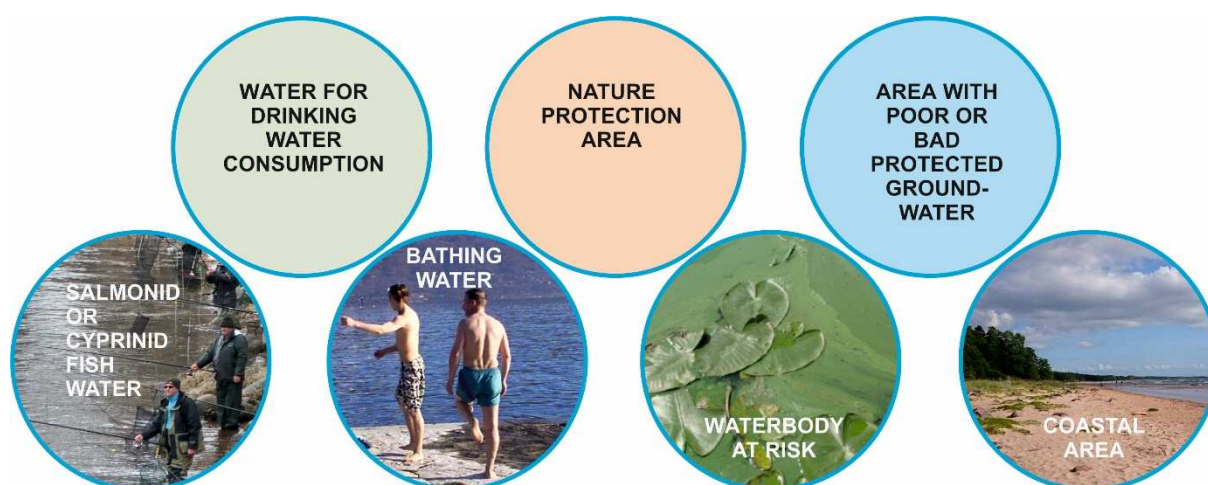 WATER FOR
DRINKING
WATER
CONSUMPTION
NATURE
PROTECTION
AREA
AREA WITH
POOR OR
BAD
PROTECTED
GROUND-
WATER
SALMONID
OR
CYPRINID
FISH
WATER
BATHING
WATER
WATERBODY
AT RISK
COASTAL
AREA